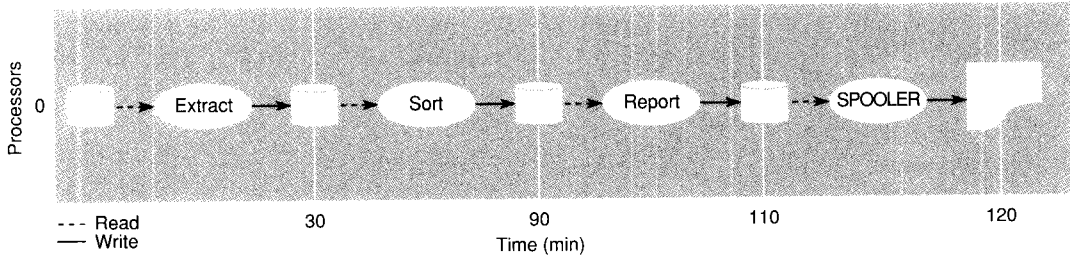 Processors
0
Extract
Sort
Report
SPOOLER
30
90
110
120
Read
Write
Time (min)